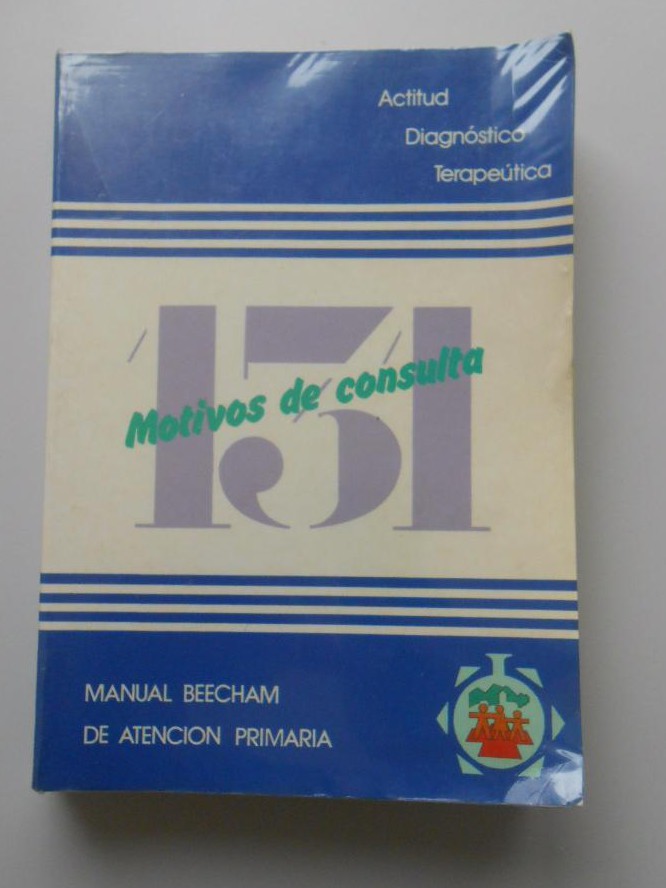 Actitud
Diagnóstico
Terapeútica
131
Motivos de consulta
MANUAL BEECHAM
DE ATENCION PRIMARIA